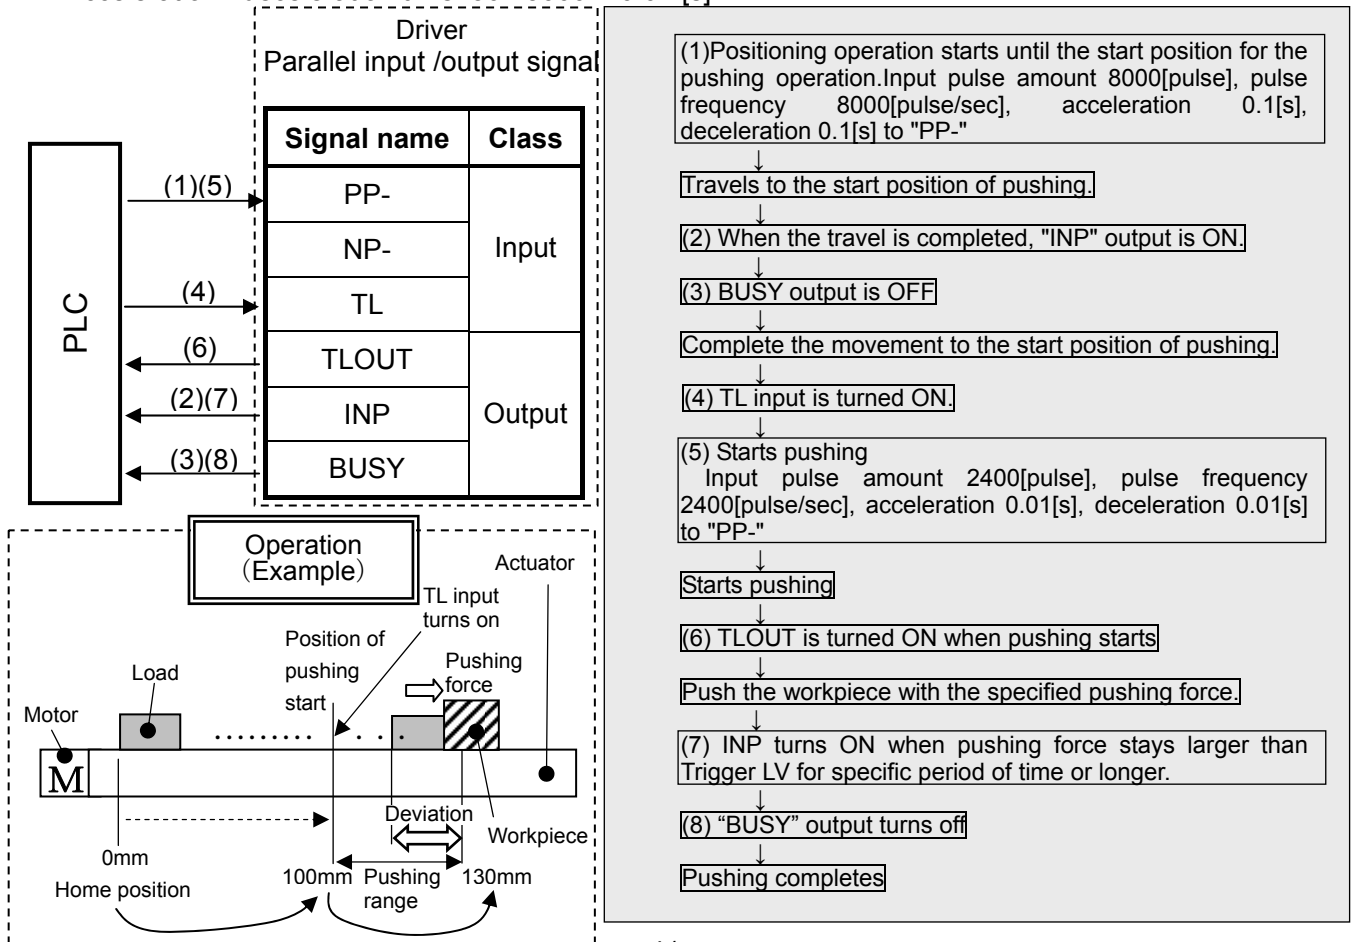 Driver
Parallel input /output signal
Signal name Class
PP-
NP-
TL
Input
TLOUT
INP
BUSY
Output
PLC
(1)(5)
(4)
(6)
(2)(7)
(3)(8)
Operation
（Example）
Actuator
TL input
turns on
Position of
pushing
start
Pushing
force
Load
Motor
M
Deviation
Workpiece
0mm
Home position
100mm
Pushing
range
130mm
(1)Positioning operation starts until the start position for the
pushing operation.Input pulse amount 8000[pulse], pulse
frequency 8000[pulse/sec], acceleration 0.1[s],
deceleration 0.1[s] to "PP-"
↓
Travels to the start position of pushing.
↓
(2) When the travel is completed, "INP" output is ON.
↓
(3) BUSY output is OFF
↓
Complete the movement to the start position of pushing.
↓
(4) TL input is turned ON.
↓
(5) Starts pushing
Input pulse amount 2400[pulse], pulse frequency
2400[pulse/sec], acceleration 0.01[s], deceleration 0.01[s]
to "PP-"
↓
Starts pushing
↓
(6) TLOUT is turned ON when pushing starts
↓
Push the workpiece with the specified pushing force.
↓
(7) INP turns ON when pushing force stays larger than
Trigger LV for specific period of time or longer.
↓
(8) “BUSY” output turns off
↓
Pushing completes